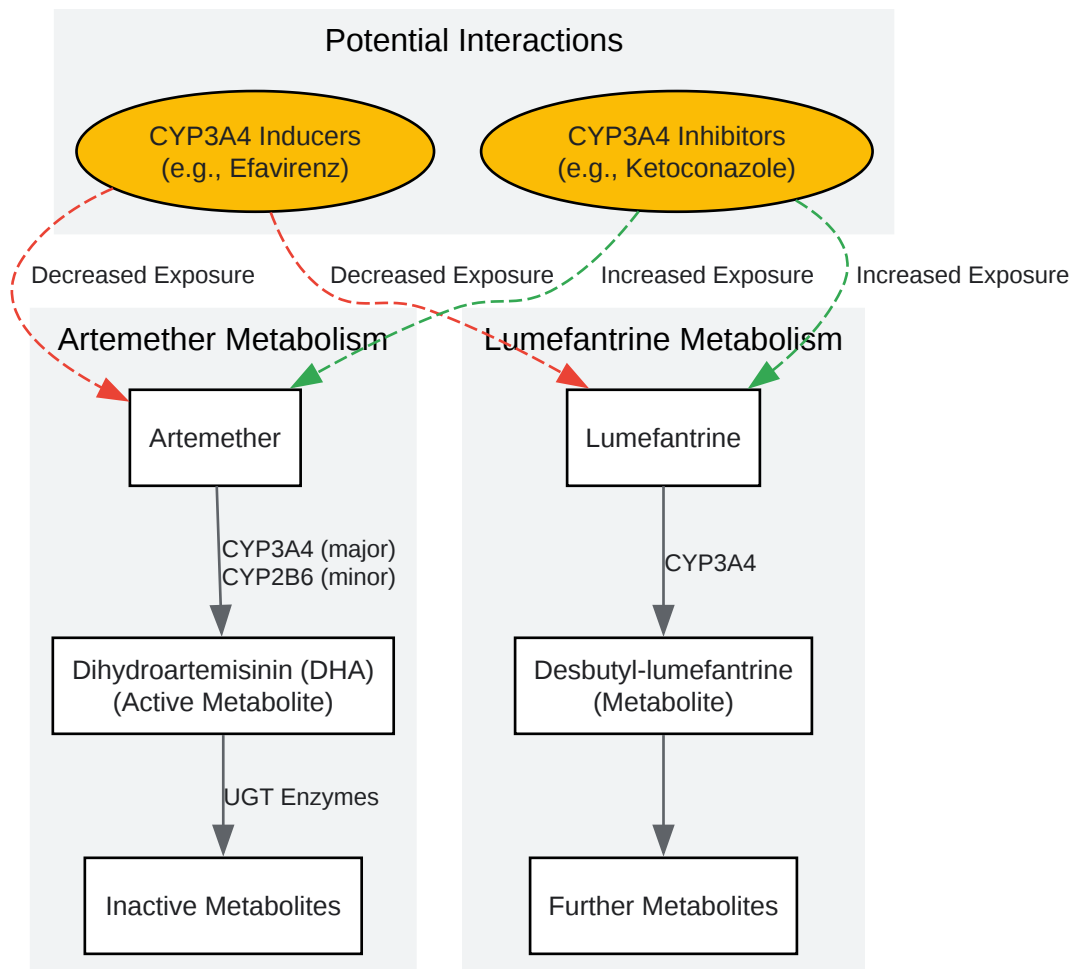 Potential Interactions
CYP3A4 Inducers
(e.g., Efavirenz)
CYP3A4 Inhibitors
(e.g., Ketoconazole)
Decreased Exposure
Decreased Exposure
Increased Exposure
Increased Exposure
Artemether Metabolism
Lumefantrine Metabolism
Artemether
Lumefantrine
CYP3A4 (major)
CYP2B6 (minor)
CYP3A4
Dihydroartemisinin (DHA)
(Active Metabolite)
Desbutyl-lumefantrine
(Metabolite)
UGT Enzymes
Inactive Metabolites
Further Metabolites